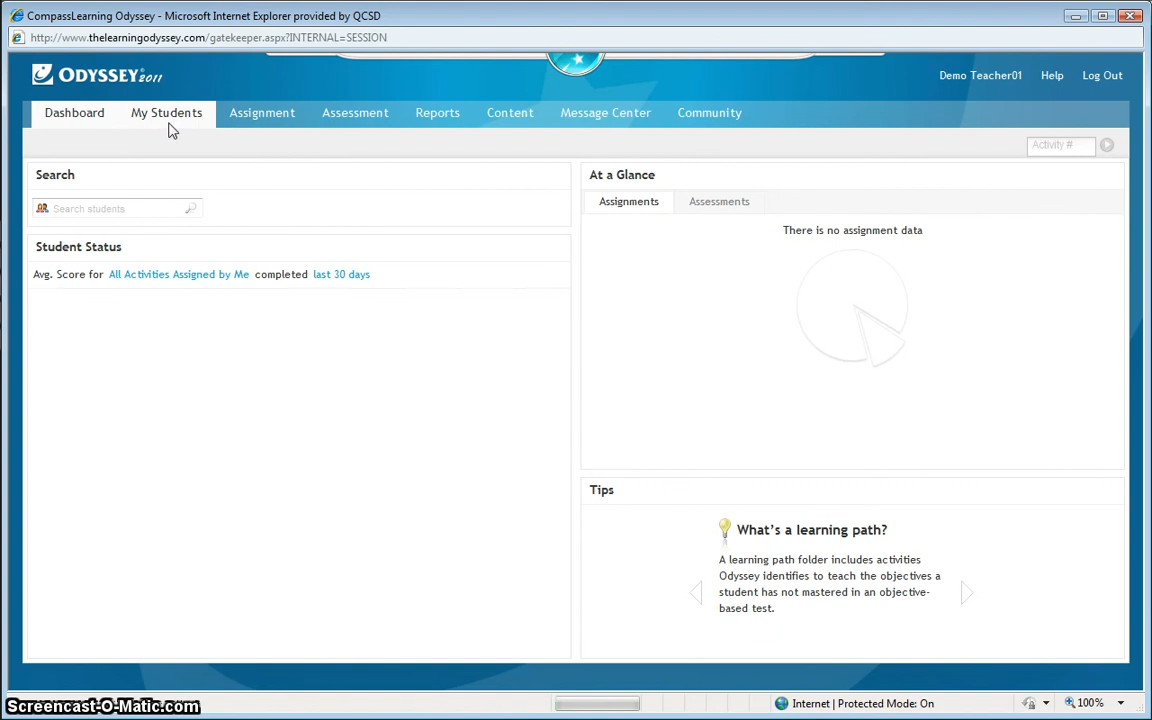 CompassLearning Odyssey - Microsoft Internet Explorer provided by QCSD
http://www.thelearningodyssey.com/gatekeeper.aspx?INTERNAL=SESSION
ODYSSEY® 2011
Demo Teacher01 Help Log Out
Dashboard My Students Assignment Assessment Reports Content Message Center Community
Activity #
Search
Search students
Student Status
Avg. Score for All Activities Assigned by Me completed last 30 days
At a Glance
Assignments Assessments
There is no assignment data
Tips
What's a learning path?
A learning path folder includes activities
Odyssey identifies to teach the objectives a
student has not mastered in an objective-
based test.
Internet | Protected Mode: On
100%
Screencast-O-Matic.com